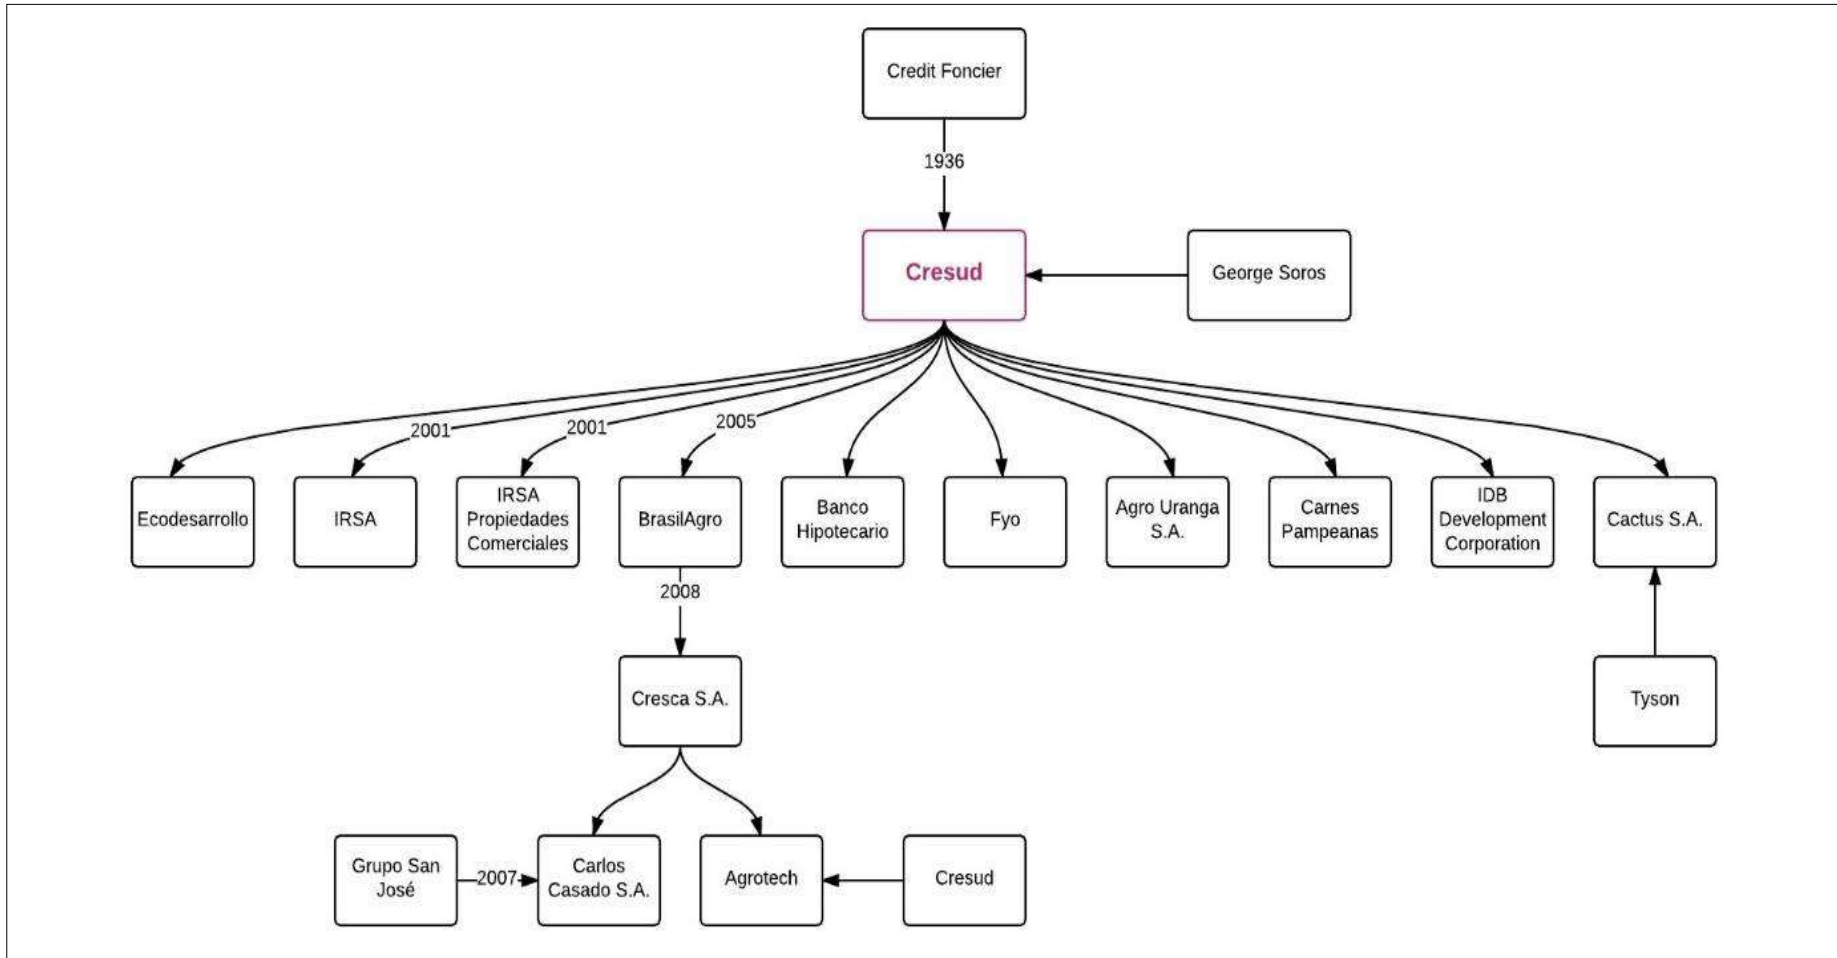 Credit Foncier
1936
Cresud
George Soros
2001
2001
2005
Ecodesarrollo
IRSA
IRSA
Propiedades
Comerciales
BrasilAgro
Banco
Hipotecario
Fyo
Agro Uranga
S.A.
Carnes
Pampeanas
IDB
Development
Corporation
Cactus S.A.
2008
Cresca S.A.
Tyson
Grupo San
José
2007
Carlos
Casado S.A.
Agrotech
Cresud